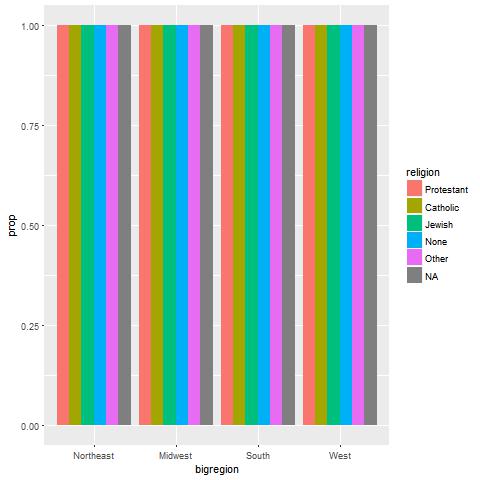 1.00
0.75
0.50
0.25
0.00
prop
Northeast Midwest South West
bigregion
religion
Protestant
Catholic
Jewish
None
Other
NA